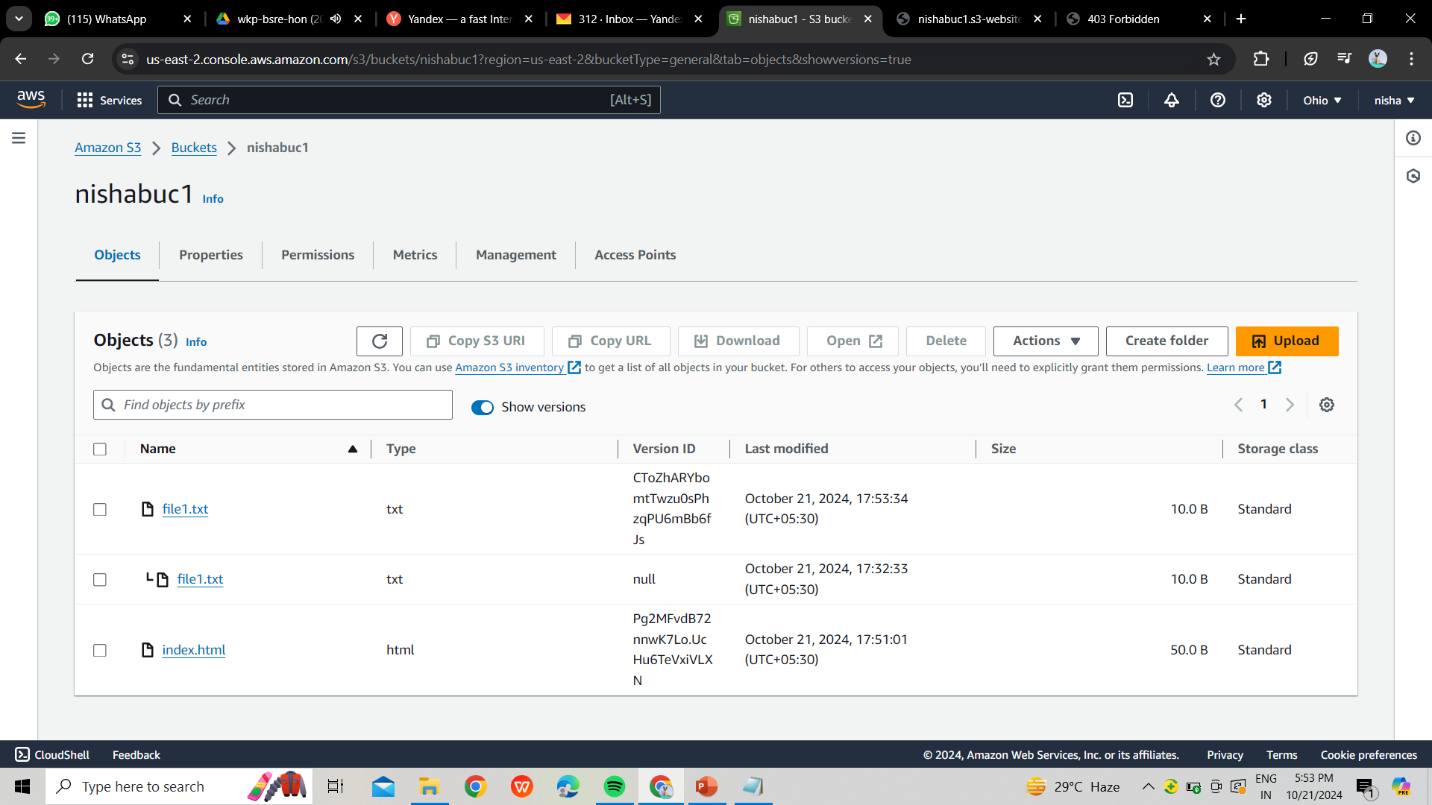 (115) WhatsApp
wkp-bsre-hon (20
Yandex — a fast Inter
312 · Inbox — Yande
nishabuc1 - S3 bucke
nishabuc1.s3-website
403 Forbidden
us-east-2.console.aws.amazon.com/s3/buckets/nishabuc1?region=us-east-2&bucketType=general&tab=objects&showversions=true
aws
Services
Search
[Alt+S]
Ohio
nisha
Amazon S3
Buckets
nishabuc1
nishabuc1 Info
Objects
Properties
Permissions
Metrics
Management
Access Points
Objects (3) Info
Copy S3 URI
Copy URL
Download
Open
Delete
Actions
Create folder
Upload
Objects are the fundamental entities stored in Amazon S3. You can use Amazon S3 inventory to get a list of all objects in your bucket. For others to access your objects, you'll need to explicitly grant them permissions. Learn more
Find objects by prefix
Show versions
1
Name
Type
Version ID
Last modified
Size
Storage class
file1.txt
txt
CToZhARYbo
mtTwzu0sPh
zqPU6mBb6f
Js
October 21, 2024, 17:53:34
(UTC+05:30)
10.0 B
Standard
file1.txt
txt
null
October 21, 2024, 17:32:33
(UTC+05:30)
10.0 B
Standard
index.html
html
Pg2MFvdB72
nnwK7Lo.Uc
Hu6TeVxiVLX
N
October 21, 2024, 17:51:01
(UTC+05:30)
50.0 B
Standard
CloudShell
Feedback
© 2024, Amazon Web Services, Inc. or its affiliates.
Privacy
Terms
Cookie preferences
Type here to search
29°C Haze
ENG
IN
5:53 PM
10/21/2024
1
PRE